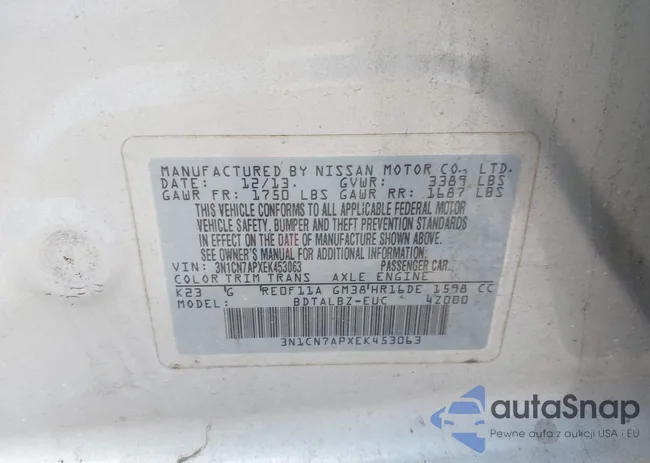 MANUFACTURED BY NISSAN MOTOR CO., LTD.
DATE: 12/13. GVWR: 3389 LBS
GAWR FR: 1750 LBS GAWR RR: 1687 LBS
THIS VEHICLE CONFORMS TO ALL APPLICABLE FEDERAL MOTOR
VEHICLE SAFETY, BUMPER AND THEFT PREVENTION STANDARDS
IN EFFECT ON THE DATE OF MANUFACTURE SHOWN ABOVE.
SEE OWNER'S MANUAL FOR ADDITIONAL INFORMATION.
VIN: 3N1CN7APXEK453063 PASSENGER CAR
COLOR TRIM TRANS AXLE ENGINE
K23 G RE0F11A GM38 HR16DE 1598 CC
MODEL: BDTALBZ-EUC 4Z000
3N1CN7APXEK453063
autoSnap
Pewne auta z aukcji USA i EU